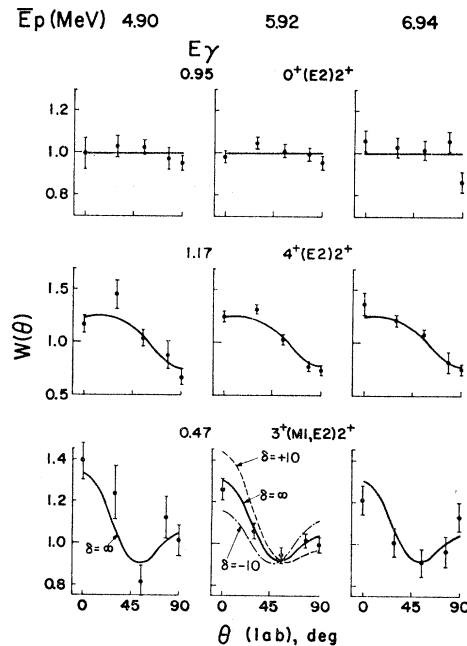 E̅p (MeV) 4.90 5.92 6.94
Eγ
0.95 0⁺(E2)2⁺
1.2
1.0
0.8
1.17 4⁺(E2)2⁺
1.5
1.0
0.5
W(θ)
0.47 3⁺(M1,E2)2⁺
1.4
1.2
1.0
0.8
δ=∞
δ=+10
δ=∞
δ=-10
0 45 90 0 45 90 0 45 90
θ (lab), deg